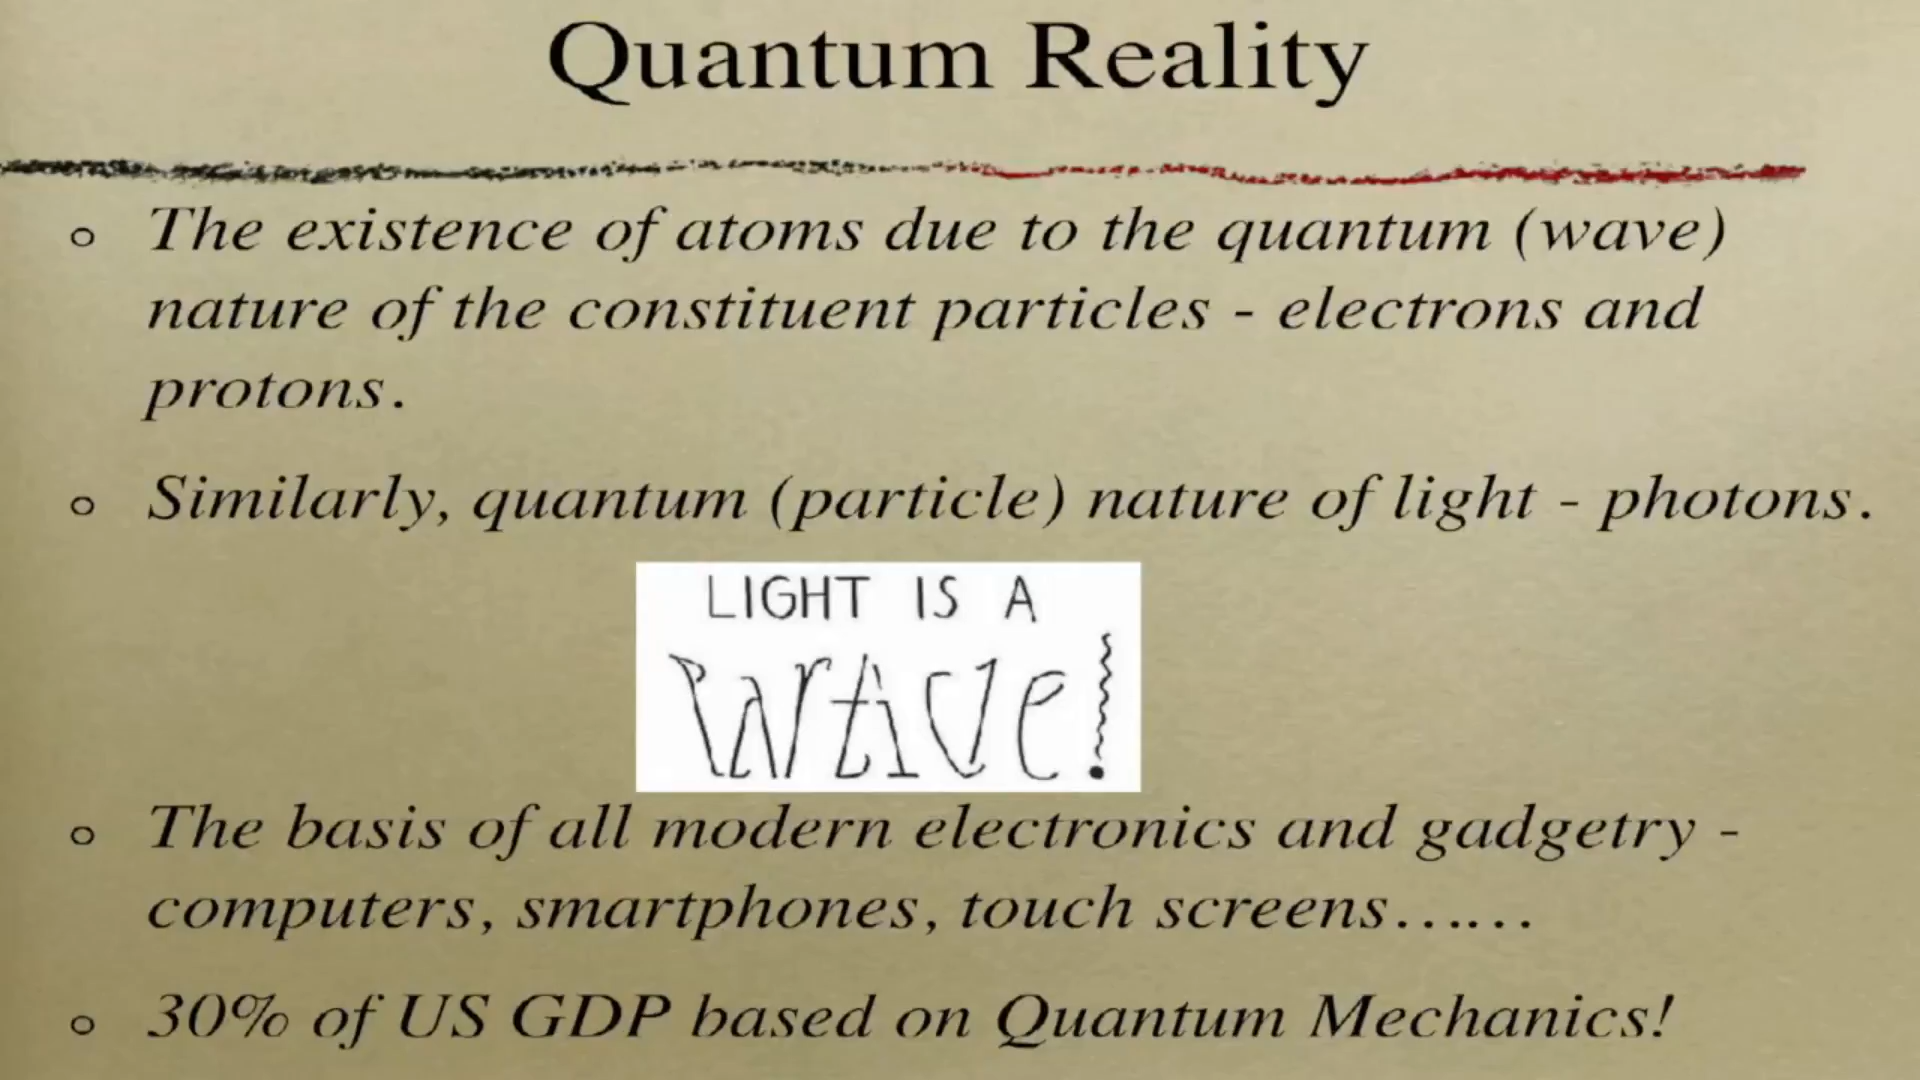 Quantum Reality
The existence of atoms due to the quantum (wave)
nature of the constituent particles - electrons and
protons.
Similarly, quantum (particle) nature of light - photons.
LIGHT IS A
Particle!
The basis of all modern electronics and gadgetry -
computers, smartphones, touch screens......
30% of US GDP based on Quantum Mechanics!